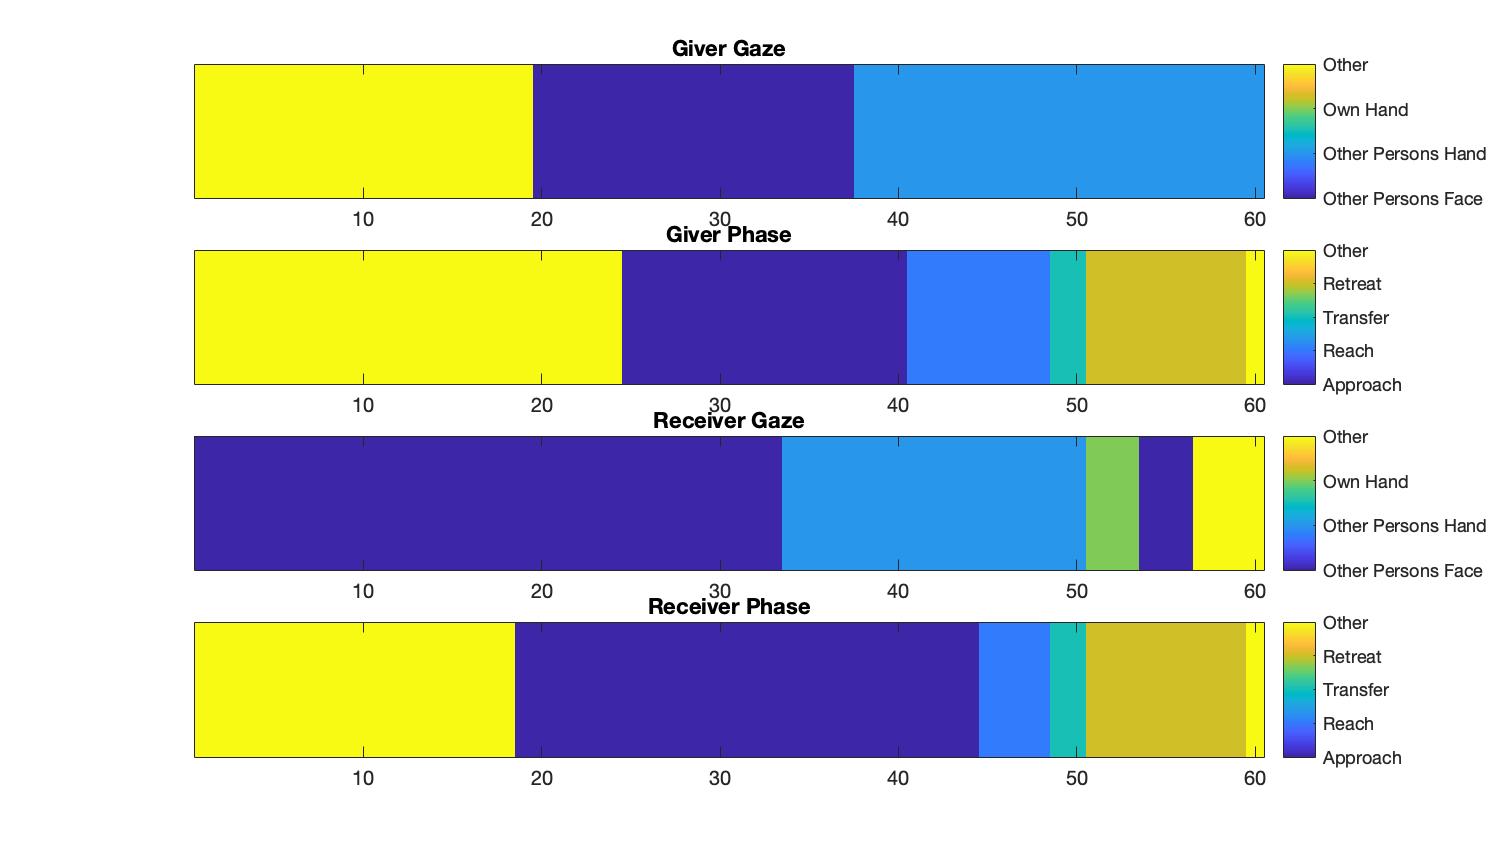 Giver Gaze
Other
Own Hand
Other Persons Hand
Other Persons Face
10 20 30 40 50 60
Giver Phase
Other
Retreat
Transfer
Reach
Approach
10 20 30 40 50 60
Receiver Gaze
Other
Own Hand
Other Persons Hand
Other Persons Face
10 20 30 40 50 60
Receiver Phase
Other
Retreat
Transfer
Reach
Approach
10 20 30 40 50 60